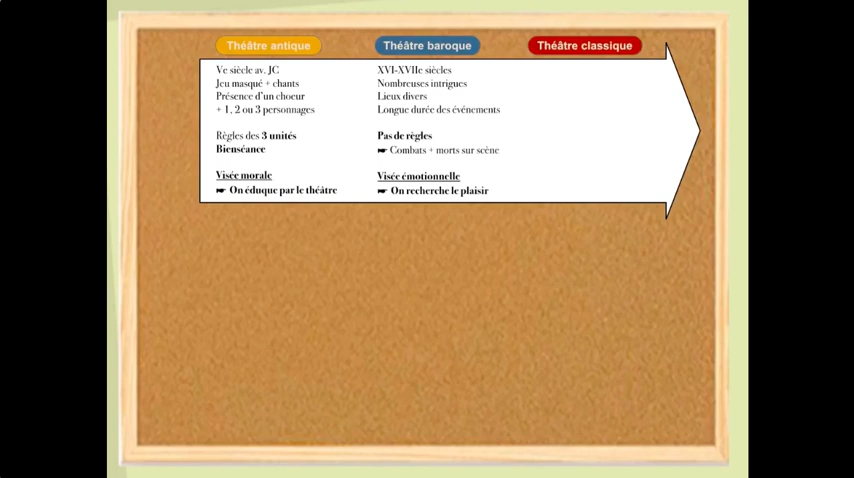 Théâtre antique
Théâtre baroque
Théâtre classique
Ve siècle av. JC
Jeu masqué + chants
Présence d'un choeur
+ 1, 2 ou 3 personnages
Règles des 3 unités
Bienséance
Visée morale
☛ On éduque par le théâtre
XVI-XVIIe siècles
Nombreuses intrigues
Lieux divers
Longue durée des événements
Pas de règles
☛ Combats + morts sur scène
Visée émotionnelle
☛ On recherche le plaisir